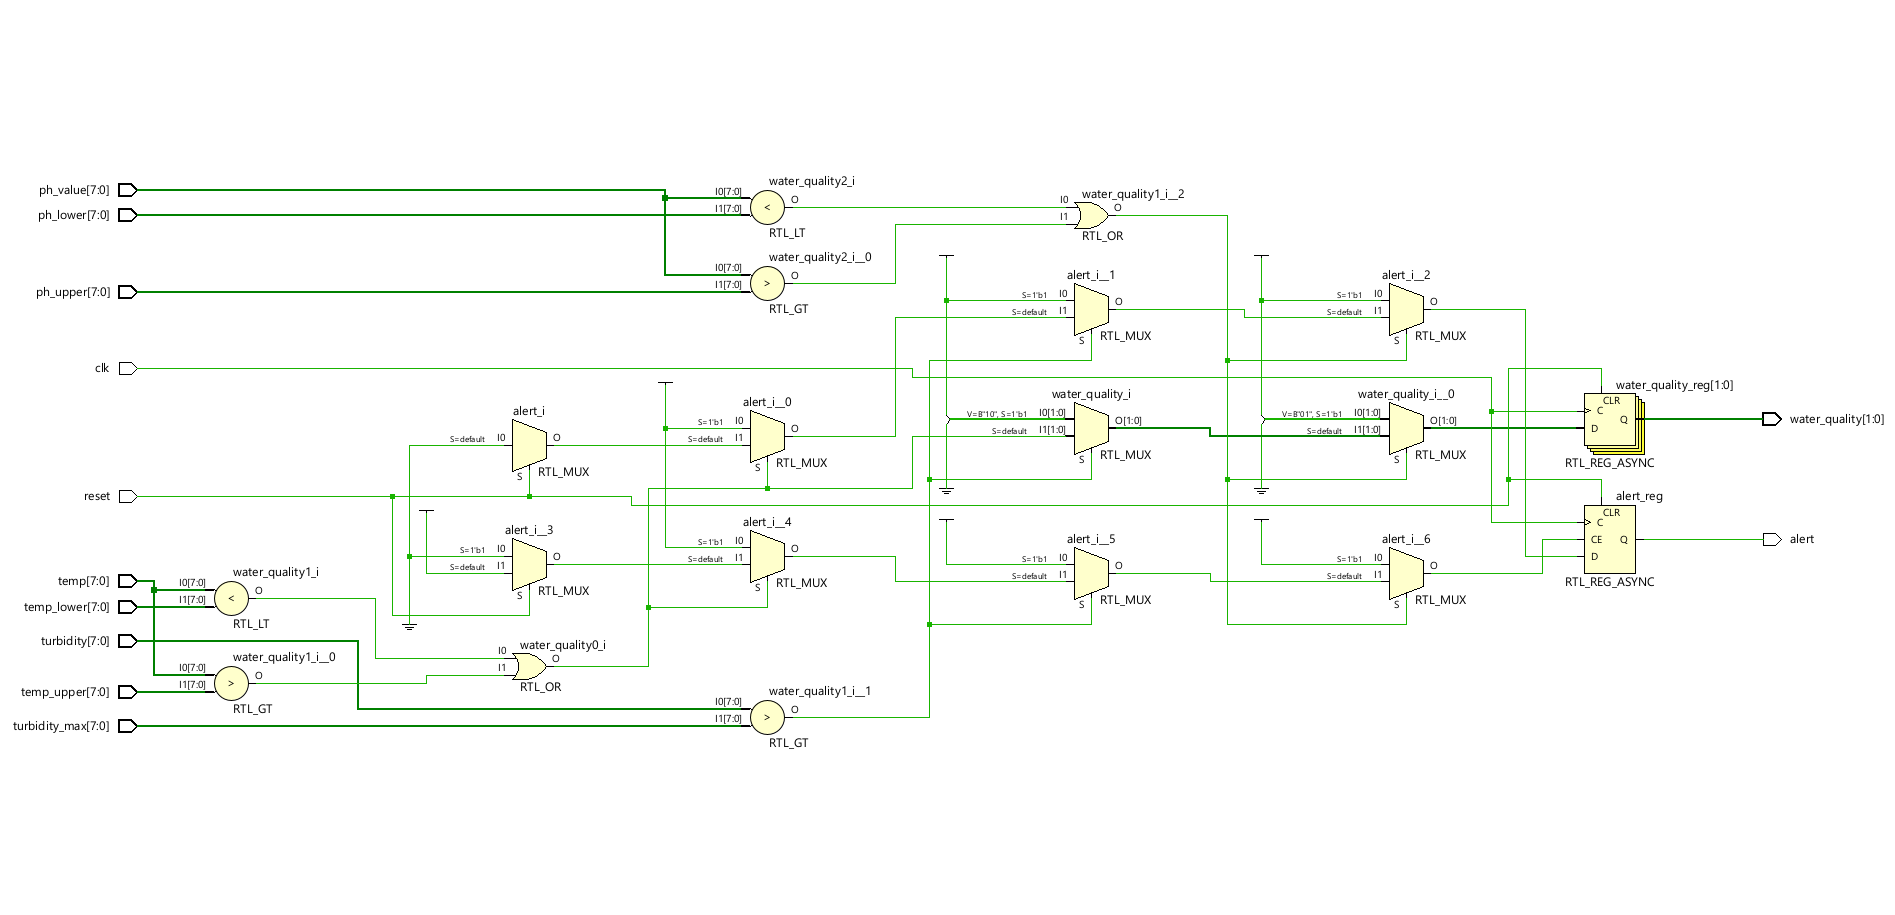 ph_value[7:0]
ph_lower[7:0]
ph_upper[7:0]
clk
reset
temp[7:0]
temp_lower[7:0]
turbidity[7:0]
temp_upper[7:0]
turbidity_max[7:0]
water_quality1_i
I0[7:0]
I1[7:0]
<
O
RTL_LT
water_quality1_i__0
I0[7:0]
I1[7:0]
>
O
RTL_GT
alert_i
S=default
I0
O
S
RTL_MUX
alert_i__3
S=1'b1
I0
S=default
I1
O
S
RTL_MUX
water_quality0_i
I0
I1
O
RTL_OR
water_quality2_i
I0[7:0]
I1[7:0]
<
O
RTL_LT
water_quality2_i__0
I0[7:0]
I1[7:0]
>
O
RTL_GT
alert_i__0
S=1'b1
I0
S=default
I1
O
S
RTL_MUX
alert_i__4
S=1'b1
I0
S=default
I1
O
S
RTL_MUX
water_quality1_i__1
I0[7:0]
I1[7:0]
>
O
RTL_GT
water_quality1_i__2
I0
I1
O
RTL_OR
alert_i__1
S=1'b1
I0
S=default
I1
O
S
RTL_MUX
water_quality_i
V=B"10", S=1'b1
I0[1:0]
S=default
I1[1:0]
O[1:0]
S
RTL_MUX
alert_i__5
S=1'b1
I0
S=default
I1
O
S
RTL_MUX
alert_i__2
S=1'b1
I0
S=default
I1
O
S
RTL_MUX
water_quality_i__0
V=B"01", S=1'b1
I0[1:0]
S=default
I1[1:0]
O[1:0]
S
RTL_MUX
alert_i__6
S=1'b1
I0
S=default
I1
O
S
RTL_MUX
water_quality_reg[1:0]
CLR
C
Q
D
RTL_REG_ASYNC
alert_reg
CLR
C
CE
Q
D
RTL_REG_ASYNC
water_quality[1:0]
alert